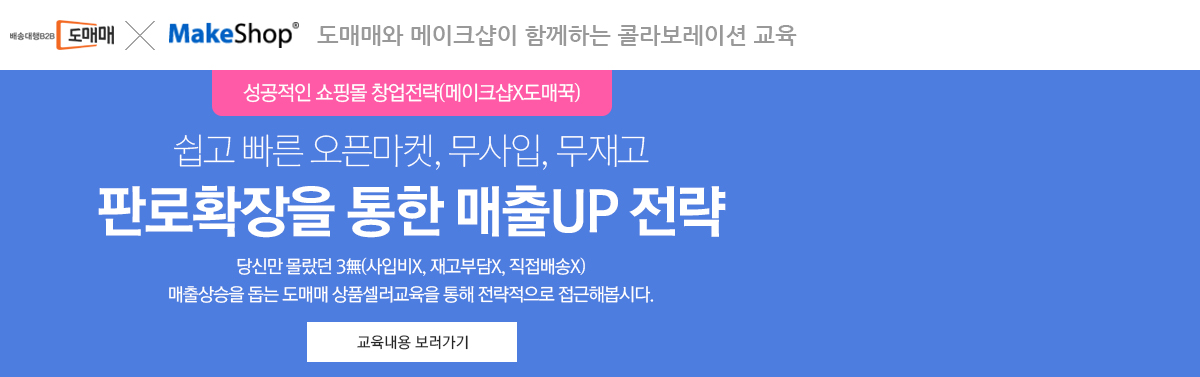 배송대행B2B 도매매 MakeShop® 도매매와 메이크샵이 함께하는 콜라보레이션 교육
성공적인 쇼핑몰 창업전략(메이크샵X도매꾹)
쉽고 빠른 오픈마켓, 무사입, 무재고
판로확장을 통한 매출UP 전략
당신만 몰랐던 3無(사입비X, 재고부담X, 직접배송X)
매출상승을 돕는 도매매 상품셀러교육을 통해 전략적으로 접근해봅시다.
교육내용 보러가기